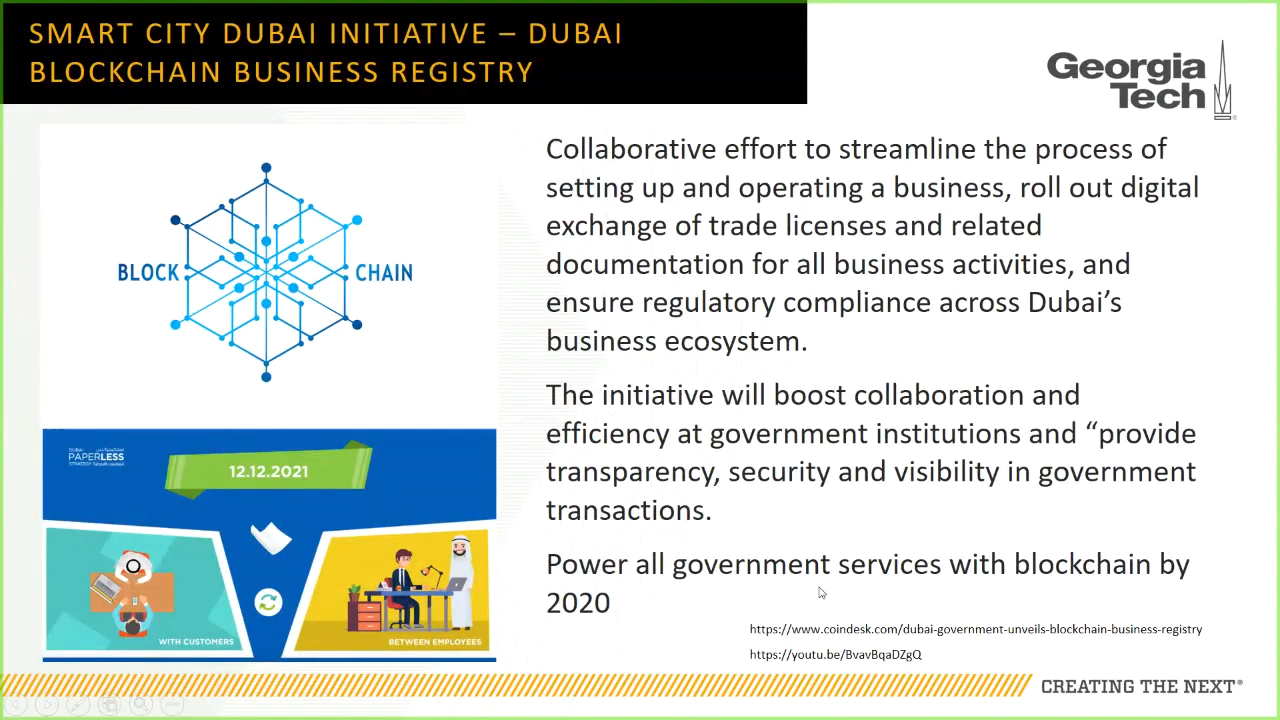 SMART CITY DUBAI INITIATIVE – DUBAI
BLOCKCHAIN BUSINESS REGISTRY
Georgia
Tech
BLOCK CHAIN
Collaborative effort to streamline the process of
setting up and operating a business, roll out digital
exchange of trade licenses and related
documentation for all business activities, and
ensure regulatory compliance across Dubai’s
business ecosystem.
The initiative will boost collaboration and
efficiency at government institutions and “provide
transparency, security and visibility in government
transactions.
Power all government services with blockchain by
2020
DUBAI
PAPERLESS
STRATEGY
12.12.2021
WITH CUSTOMERS
BETWEEN EMPLOYEES
https://www.coindesk.com/dubai-government-unveils-blockchain-business-registry
https://youtu.be/BvavBqaDZgQ
CREATING THE NEXT®